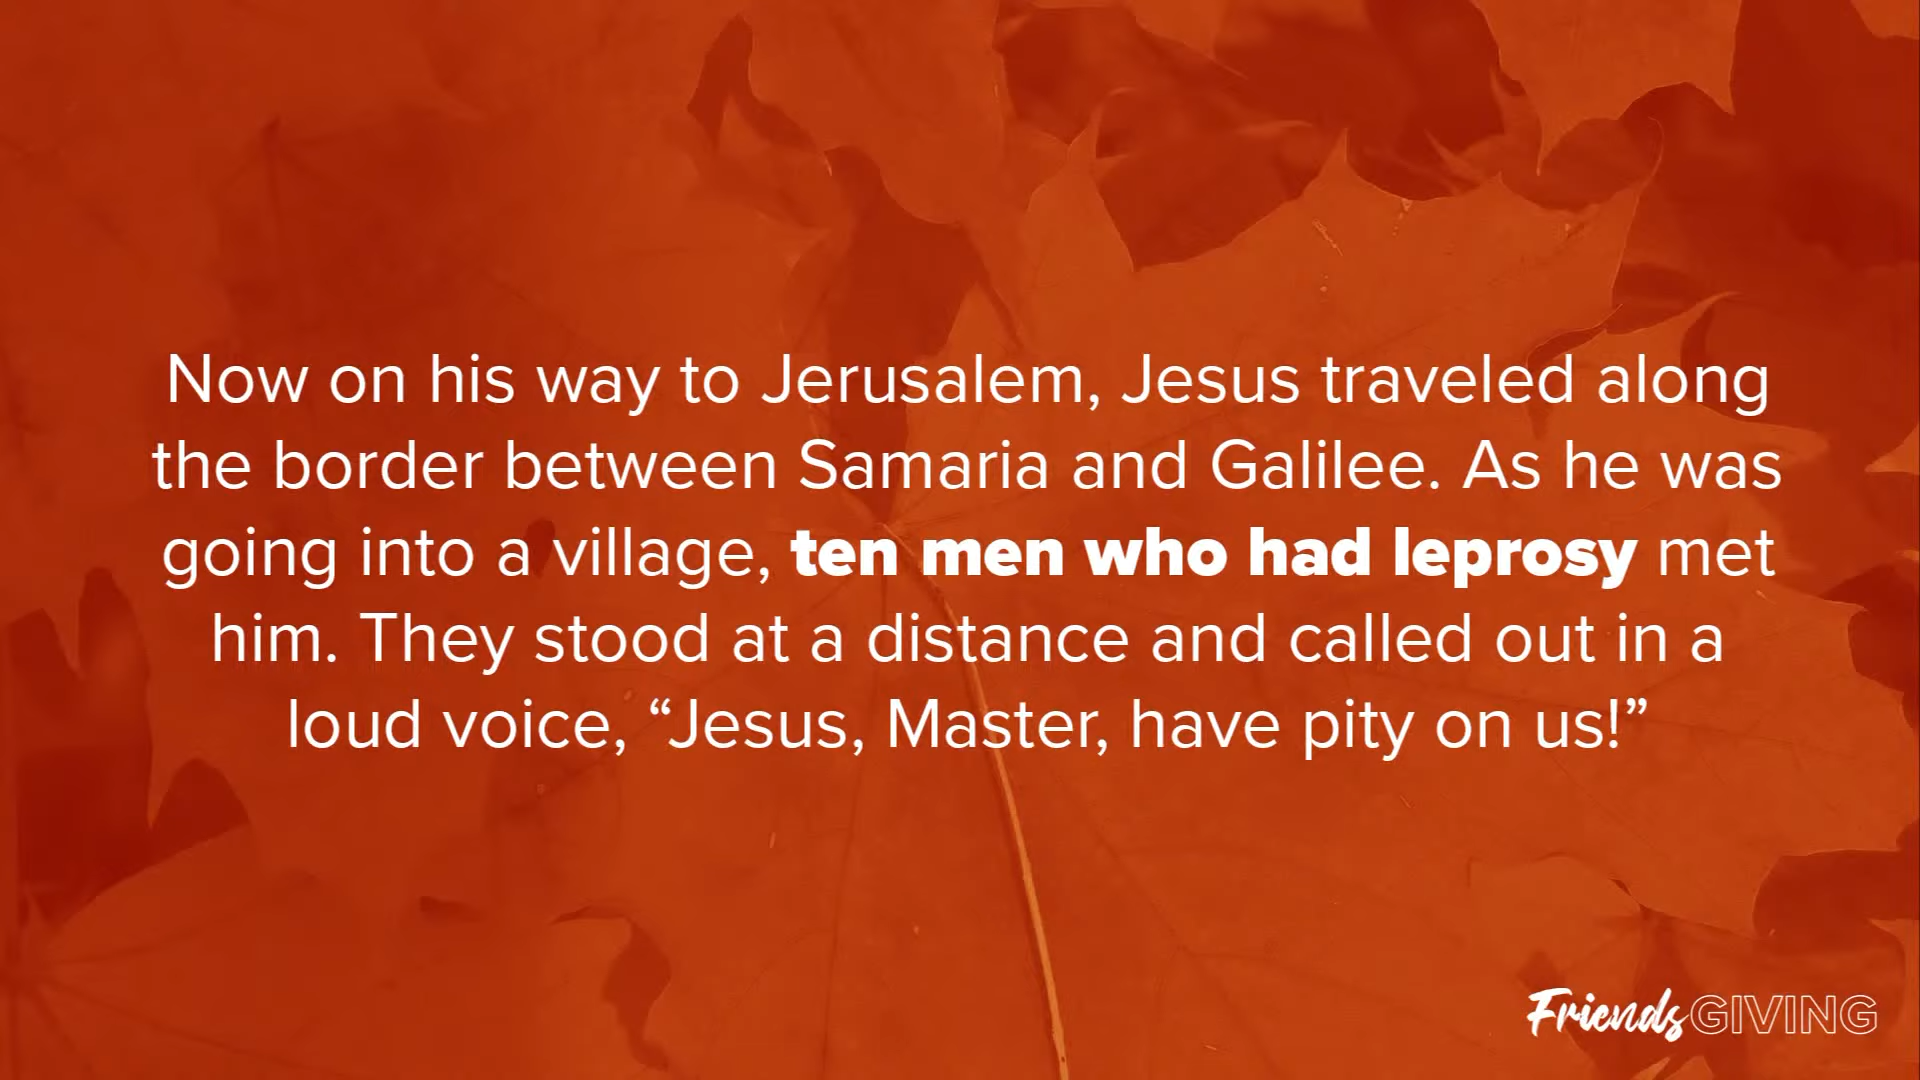 Now on his way to Jerusalem, Jesus traveled along
the border between Samaria and Galilee. As he was
going into a village, ten men who had leprosy met
him. They stood at a distance and called out in a
loud voice, “Jesus, Master, have pity on us!”
FriendsGIVING